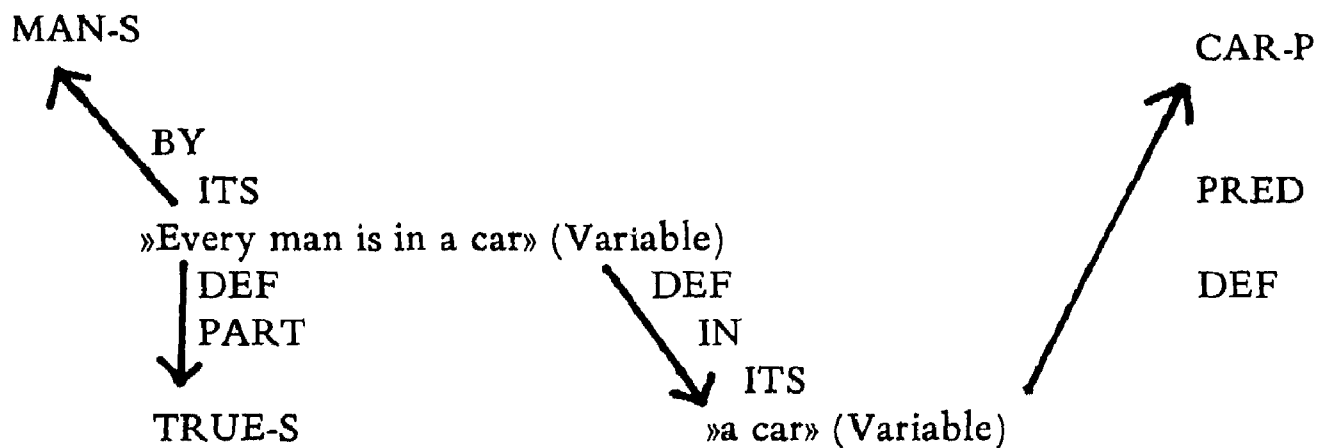 MAN-S
CAR-P
BY
ITS
PRED
»Every man is in a car» (Variable)
DEF
DEF
DEF
PART
IN
ITS
TRUE-S
»a car» (Variable)